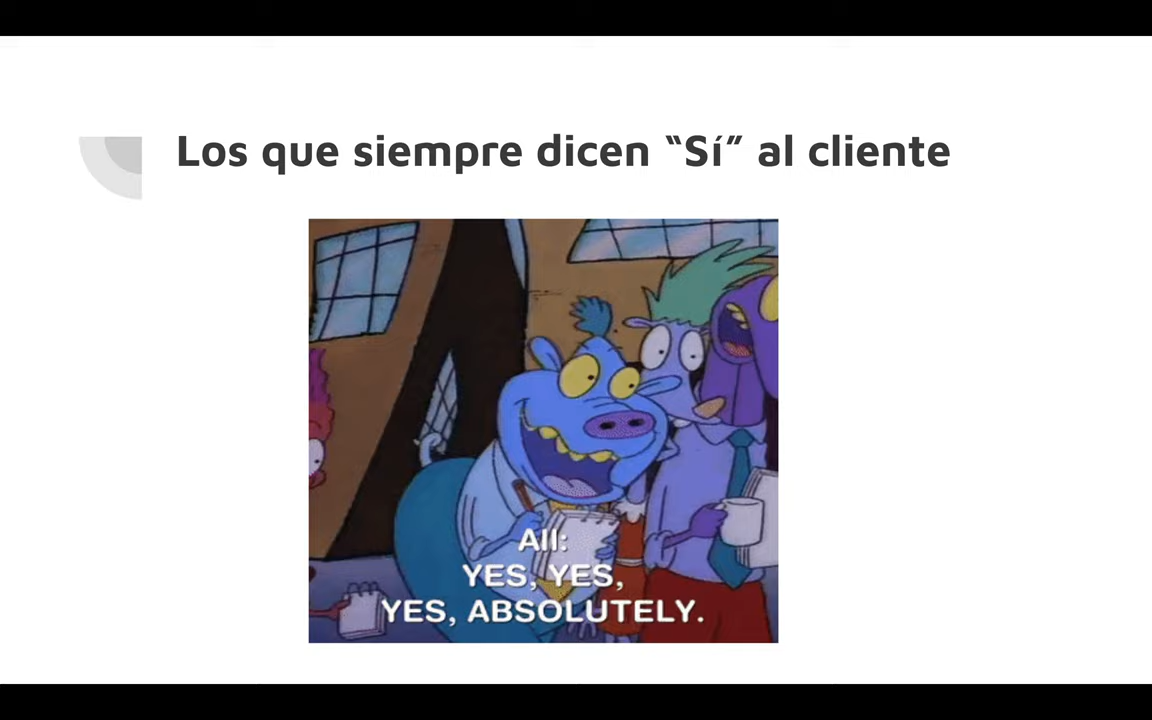 Los que siempre dicen “Sí” al cliente
All:
YES, YES,
YES, ABSOLUTELY.